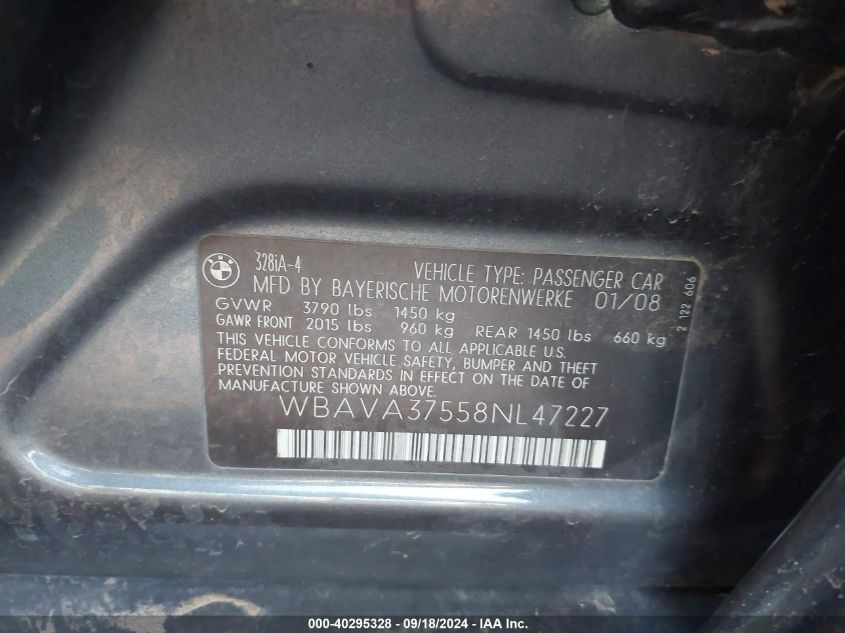 BMW
328iA-4
VEHICLE TYPE: PASSENGER CAR
MFD BY BAYERISCHE MOTORENWERKE 01/08
GVWR 3790 lbs 1450 kg
GAWR FRONT 2015 lbs 960 kg REAR 1450 lbs 660 kg
THIS VEHICLE CONFORMS TO ALL APPLICABLE U.S.
FEDERAL MOTOR VEHICLE SAFETY, BUMPER AND THEFT
PREVENTION STANDARDS IN EFFECT ON THE DATE OF
MANUFACTURE SHOWN ABOVE.
WBAVA37558NL47227
2 122 606
000-40295328 - 09/18/2024 - IAA Inc.